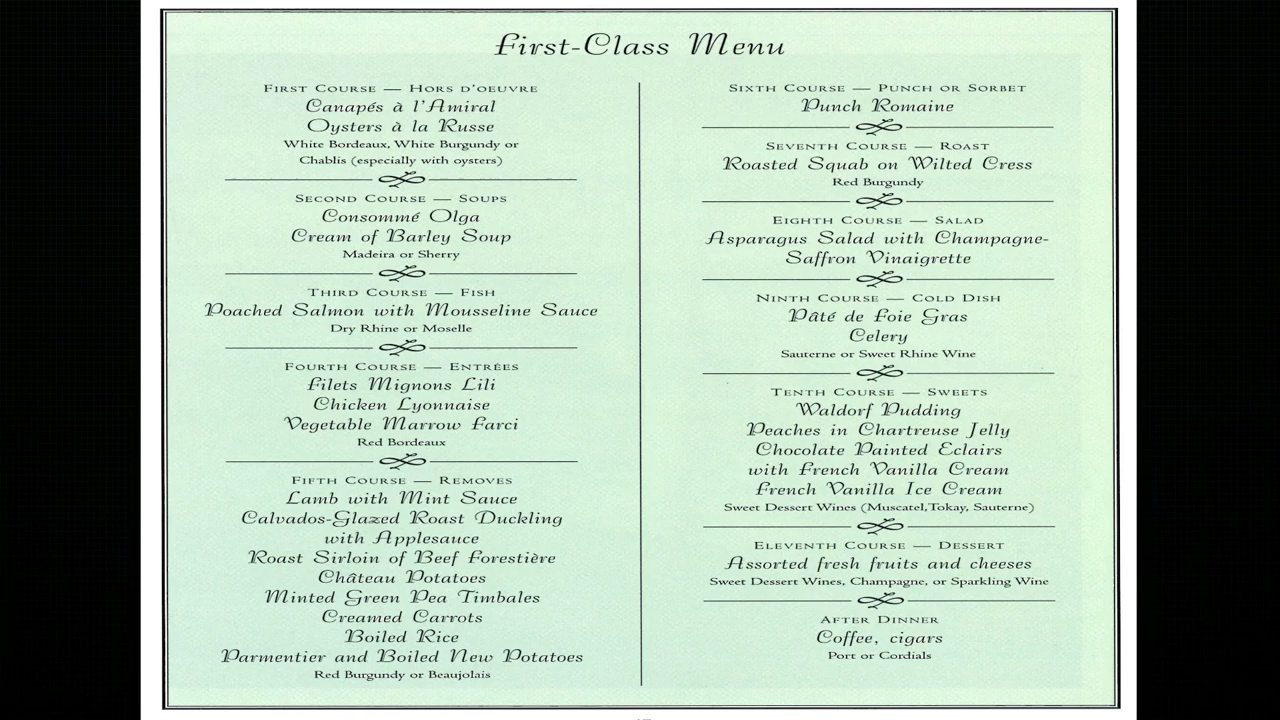 First-Class Menu
First Course — Hors d'oeuvre
Canapés à l'Amiral
Oysters à la Russe
White Bordeaux, White Burgundy or
Chablis (especially with oysters)
Second Course — Soups
Consommé Olga
Cream of Barley Soup
Madeira or Sherry
Third Course — Fish
Poached Salmon with Mousseline Sauce
Dry Rhine or Moselle
Fourth Course — Entrées
Filets Mignons Lili
Chicken Lyonnaise
Vegetable Marrow Farci
Red Bordeaux
Fifth Course — Removes
Lamb with Mint Sauce
Calvados-Glazed Roast Duckling
with Applesauce
Roast Sirloin of Beef Forestière
Château Potatoes
Minted Green Pea Timbales
Creamed Carrots
Boiled Rice
Parmentier and Boiled New Potatoes
Red Burgundy or Beaujolais
Sixth Course — Punch or Sorbet
Punch Romaine
Seventh Course — Roast
Roasted Squab on Wilted Cress
Red Burgundy
Eighth Course — Salad
Asparagus Salad with Champagne-
Saffron Vinaigrette
Ninth Course — Cold Dish
Pâté de Foie Gras
Celery
Sauterne or Sweet Rhine Wine
Tenth Course — Sweets
Waldorf Pudding
Peaches in Chartreuse Jelly
Chocolate Painted Eclairs
with French Vanilla Cream
French Vanilla Ice Cream
Sweet Dessert Wines (Muscatel,Tokay, Sauterne)
Eleventh Course — Dessert
Assorted fresh fruits and cheeses
Sweet Dessert Wines, Champagne, or Sparkling Wine
After Dinner
Coffee, cigars
Port or Cordials